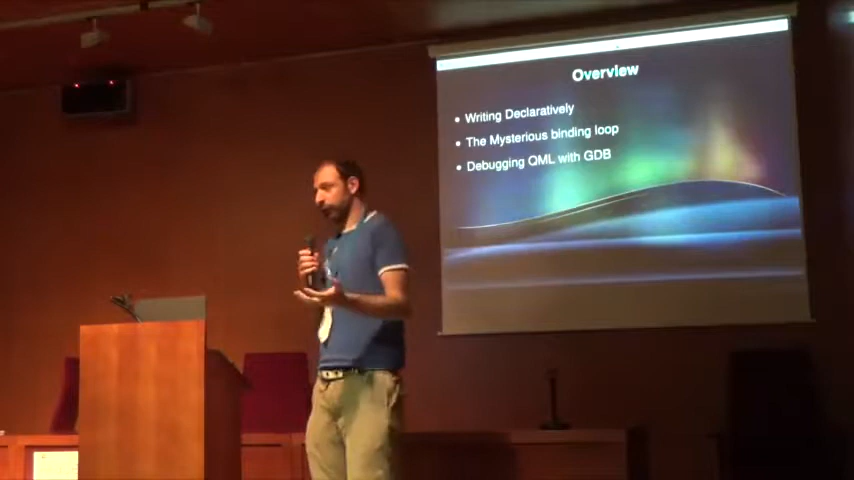 Overview
• Writing Declaratively
• The Mysterious binding loop
• Debugging QML with GDB